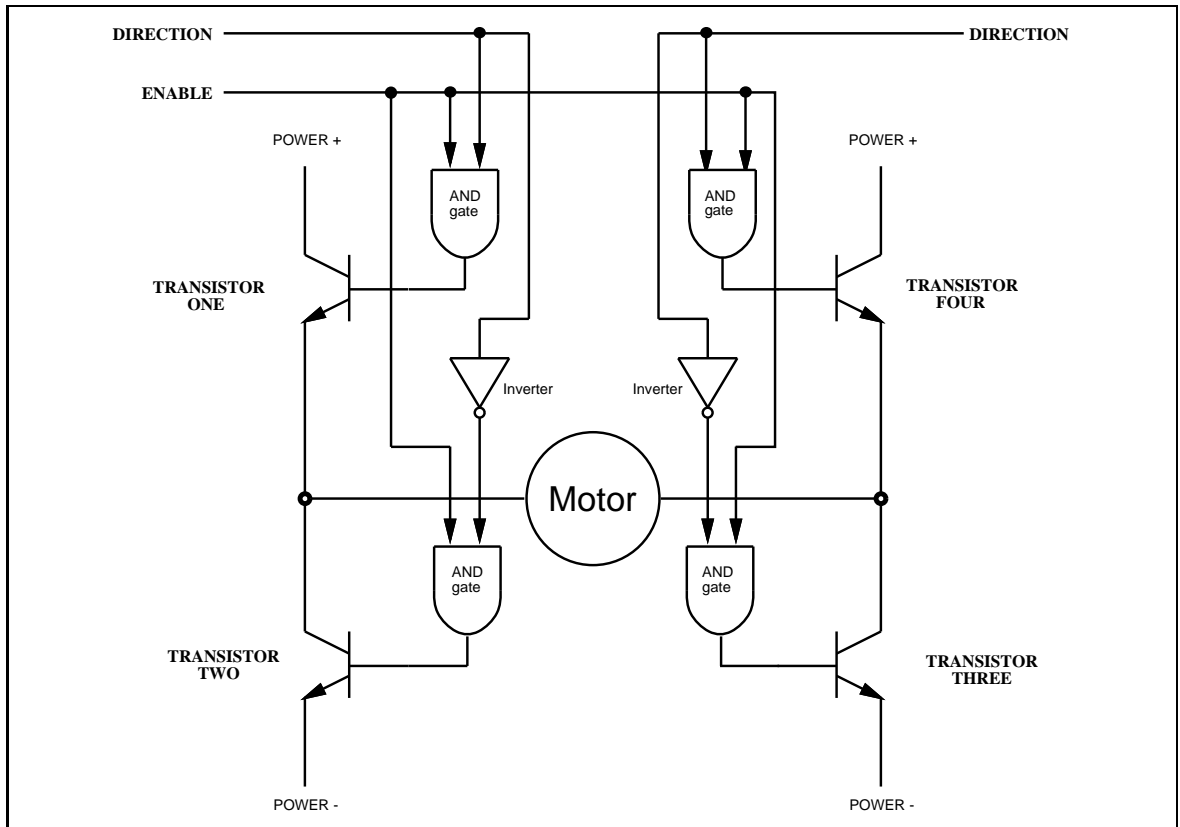 DIRECTION
DIRECTION
ENABLE
POWER +
POWER +
AND
gate
AND
gate
TRANSISTOR
ONE
TRANSISTOR
FOUR
Inverter
Inverter
Motor
AND
gate
AND
gate
TRANSISTOR
TWO
TRANSISTOR
THREE
POWER -
POWER -